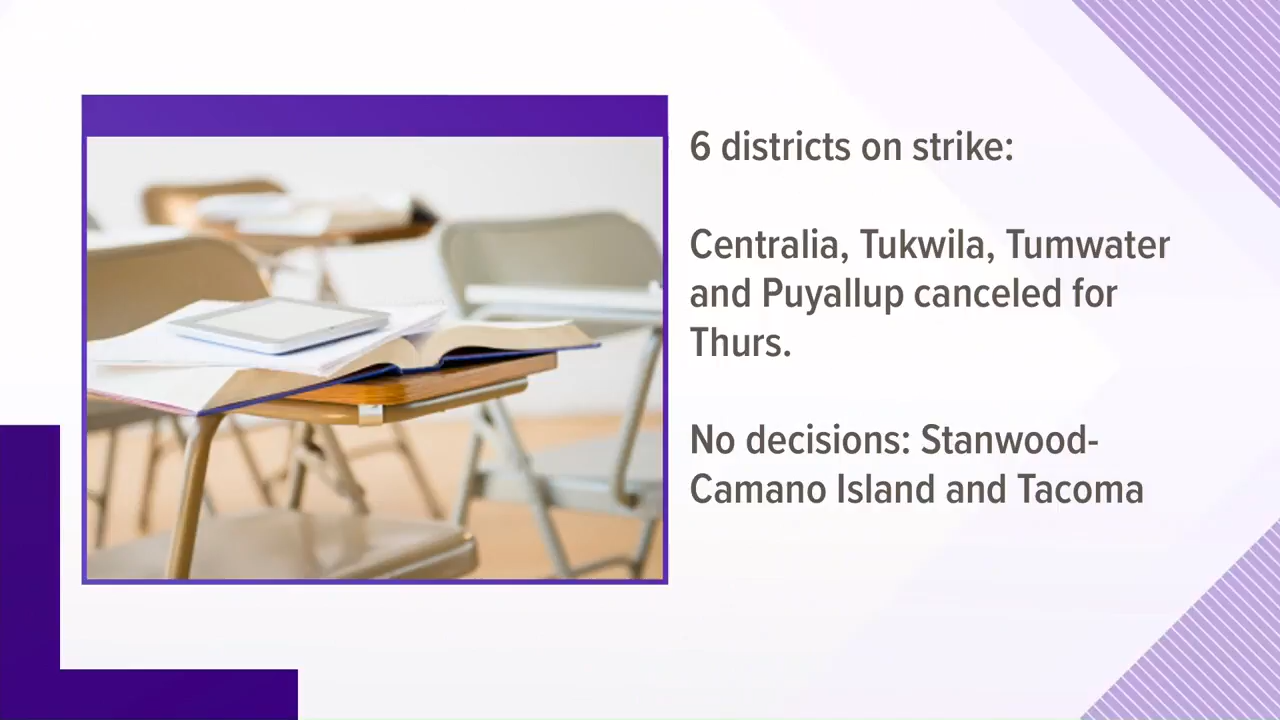 6 districts on strike:
Centralia, Tukwila, Tumwater
and Puyallup canceled for
Thurs.
No decisions: Stanwood-
Camano Island and Tacoma